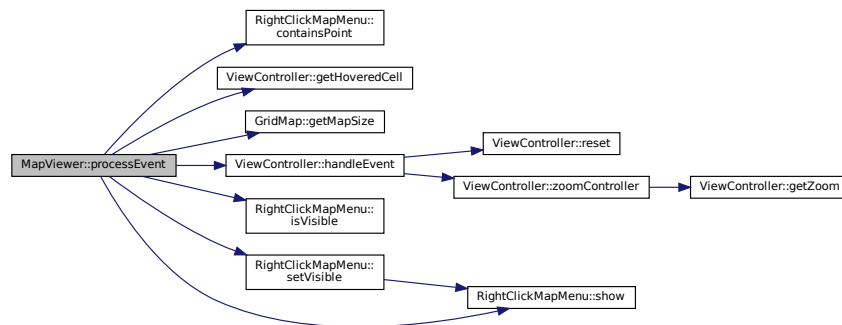 RightClickMapMenu::
containsPoint
ViewController::getHoveredCell
GridMap::getMapSize
MapViewer::processEvent
ViewController::handleEvent
ViewController::reset
ViewController::zoomController
ViewController::getZoom
RightClickMapMenu::
isVisible
RightClickMapMenu::
setVisible
RightClickMapMenu::show